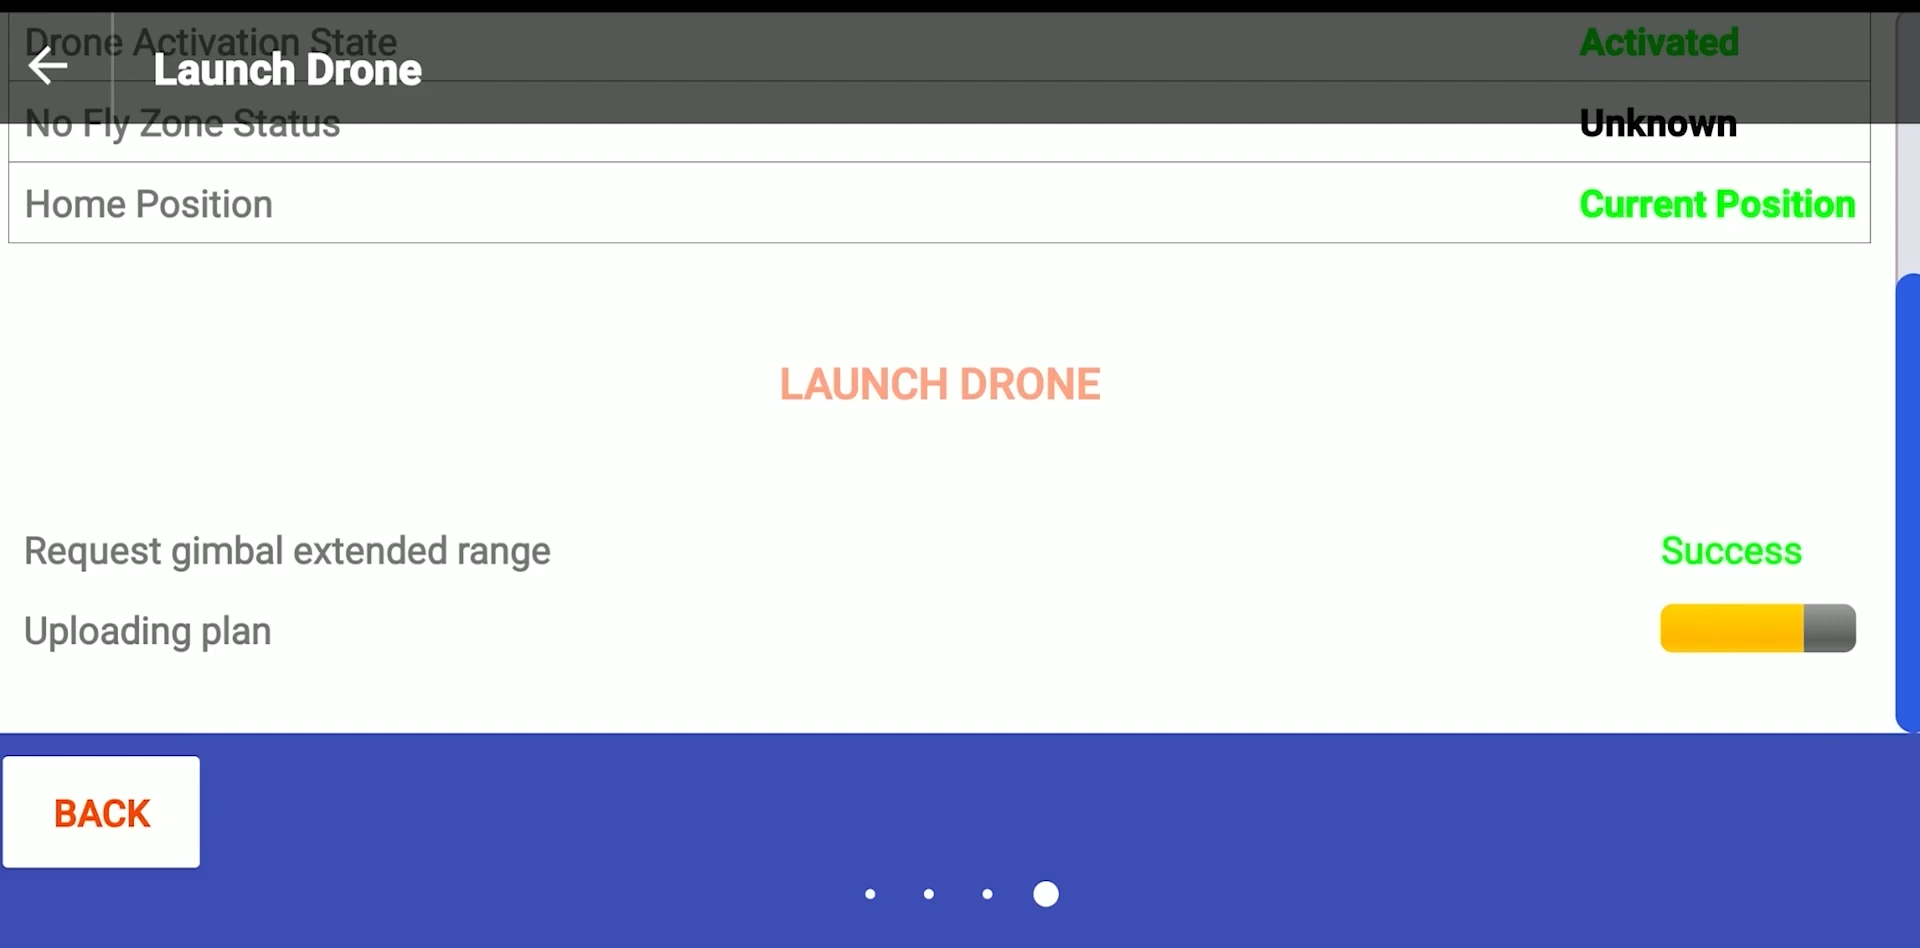 Drone Activation State Activated
Launch Drone
No Fly Zone Status Unknown
Home Position Current Position
LAUNCH DRONE
Request gimbal extended range Success
Uploading plan
BACK